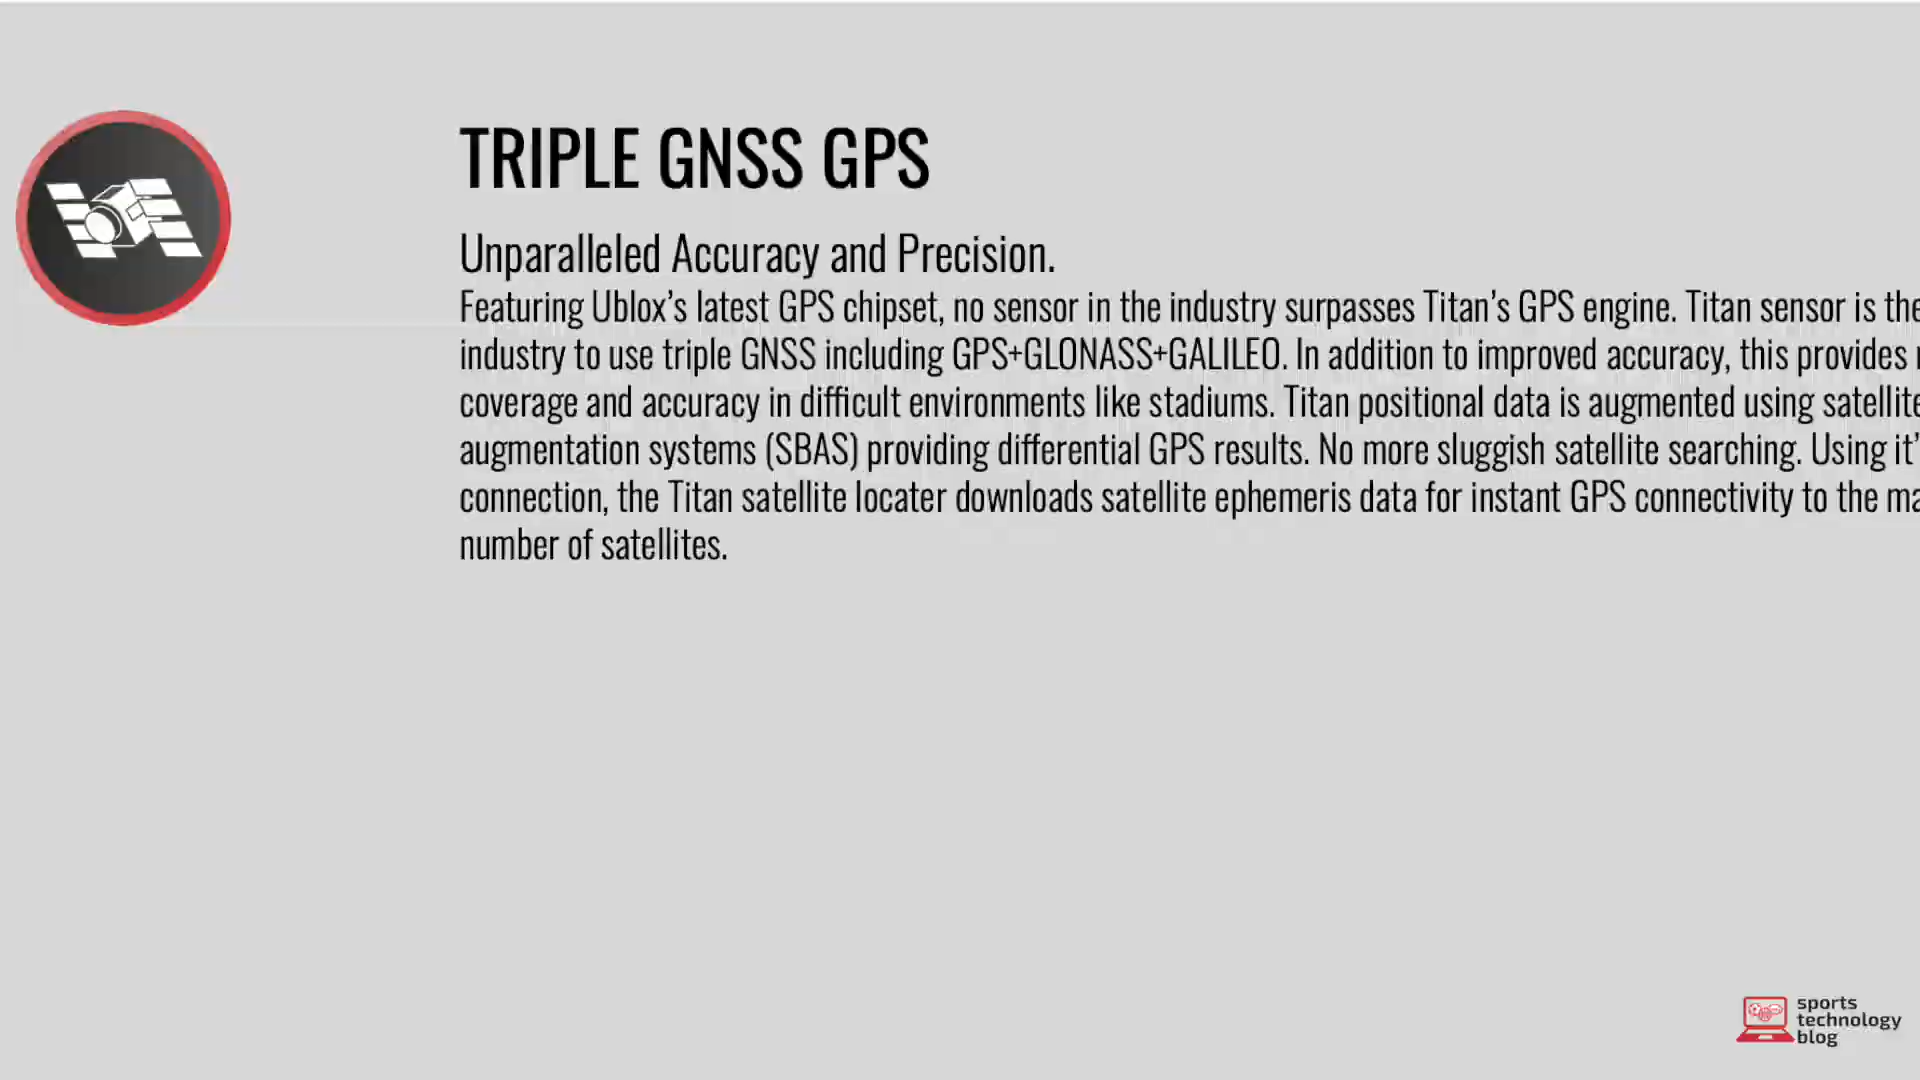 TRIPLE GNSS GPS
Unparalleled Accuracy and Precision.
Featuring Ublox’s latest GPS chipset, no sensor in the industry surpasses Titan’s GPS engine. Titan sensor is the
industry to use triple GNSS including GPS+GLONASS+GALILEO. In addition to improved accuracy, this provides
coverage and accuracy in difficult environments like stadiums. Titan positional data is augmented using satellite
augmentation systems (SBAS) providing differential GPS results. No more sluggish satellite searching. Using it’
connection, the Titan satellite locater downloads satellite ephemeris data for instant GPS connectivity to the
number of satellites.
sports
technology
blog